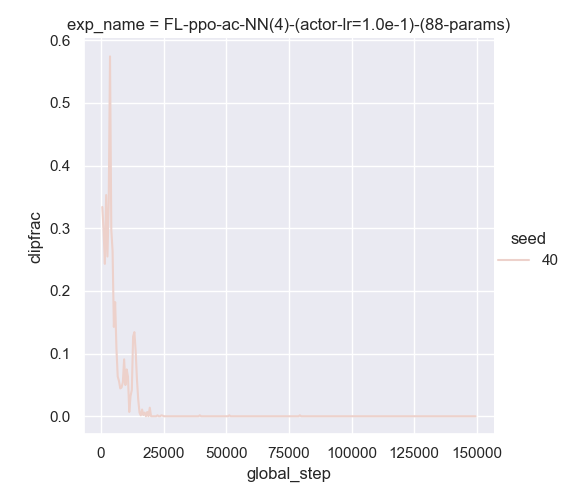 exp_name = FL-ppo-ac-NN(4)-(actor-lr=1.0e-1)-(88-params)
0.6
0.5
0.4
0.3
0.2
0.1
0.0
clipfrac
0 25000 50000 75000 100000 125000 150000
global_step
seed
40